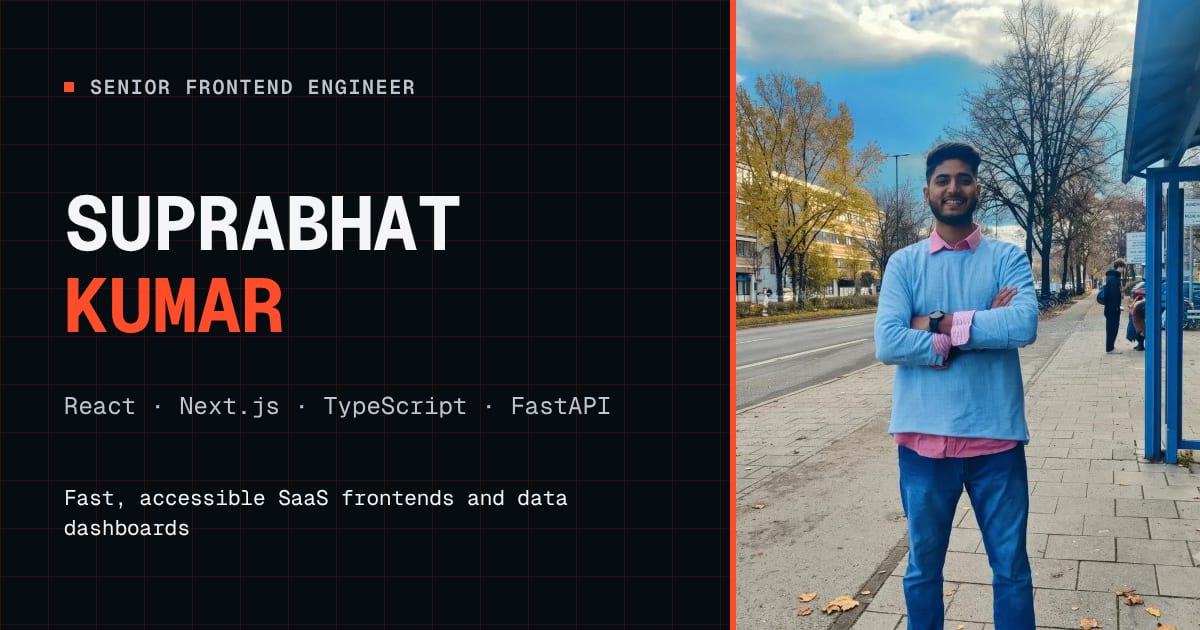 SENIOR FRONTEND ENGINEER
SUPRABHAT
KUMAR
React · Next.js · TypeScript · FastAPI
Fast, accessible SaaS frontends and data
dashboards